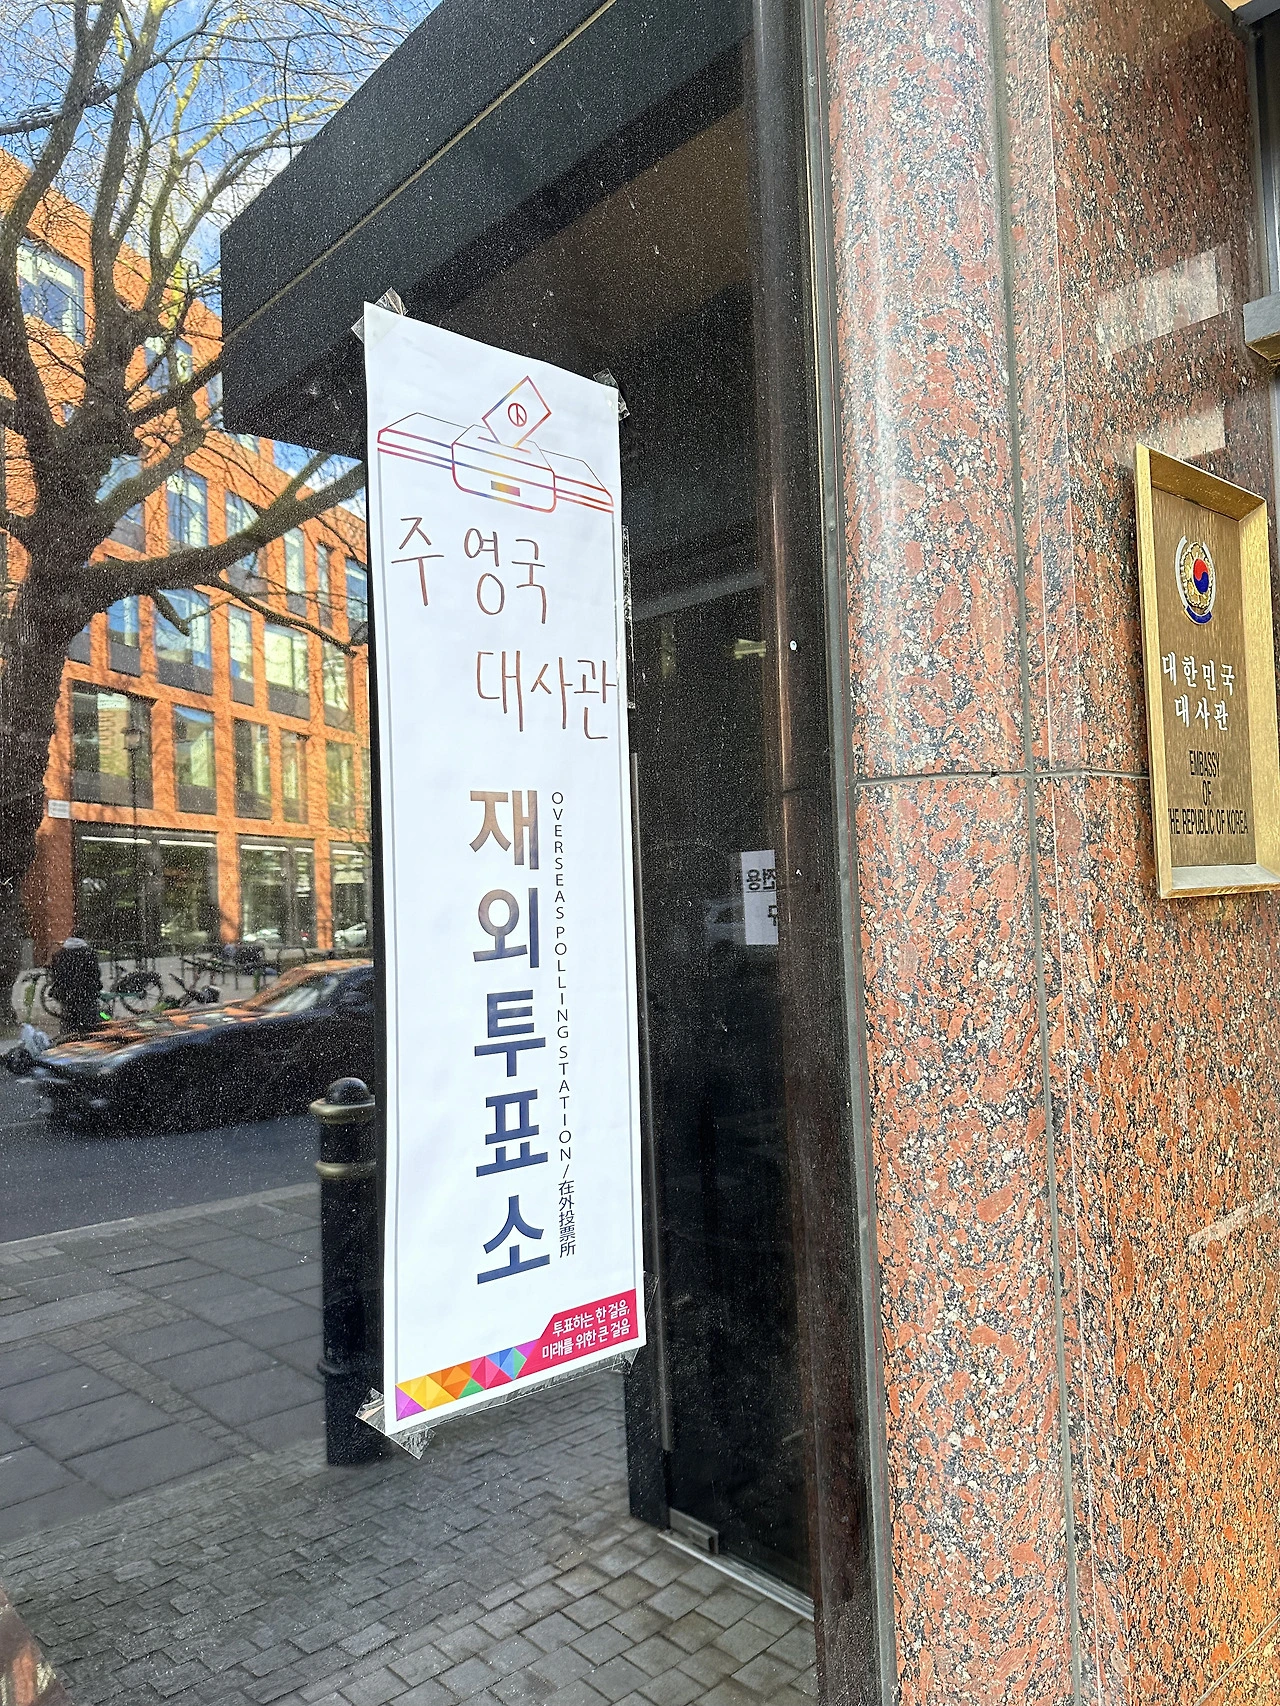 주 영국
대사관
재외투표소
OVERSEAS POLLING STATION / 在外投票所
투표하는 한 걸음,
미래를 위한 큰 걸음
대한민국
대사관
EMBASSY
OF
THE REPUBLIC OF KOREA